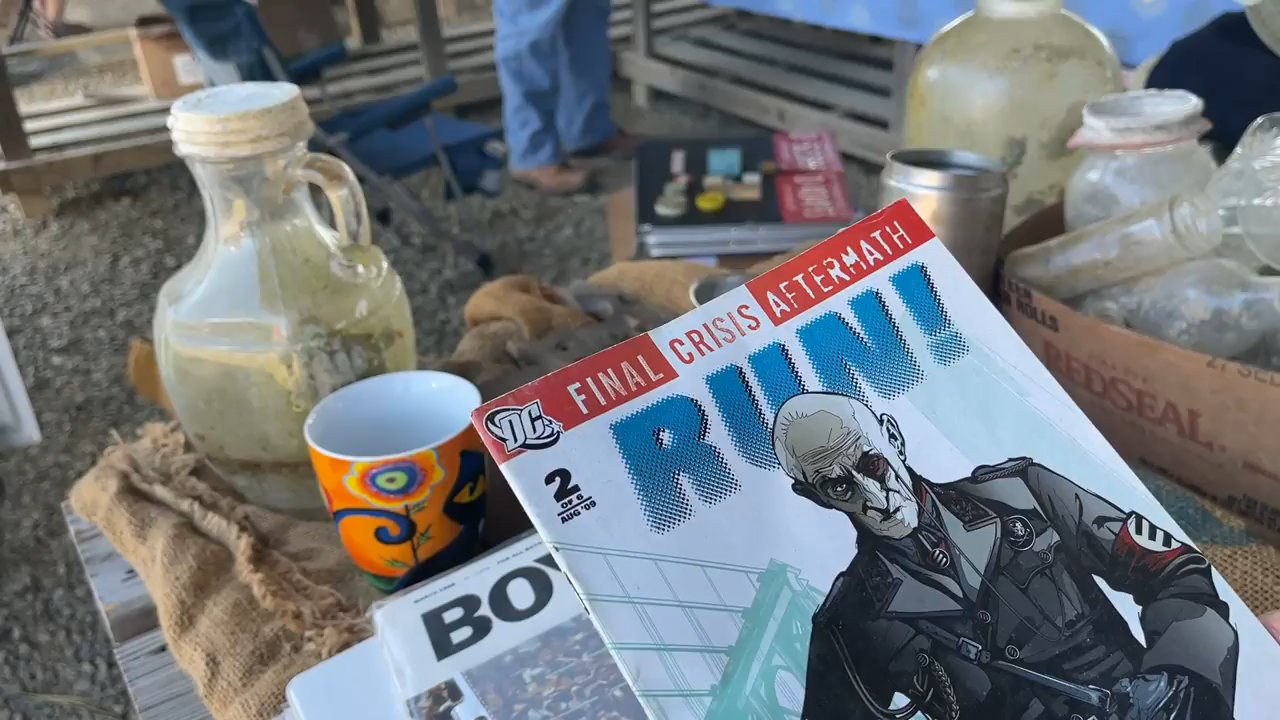 FINAL CRISIS AFTERMATH
RUN!
DC
2
OF 6
AUG '09
BO
REDSEAL